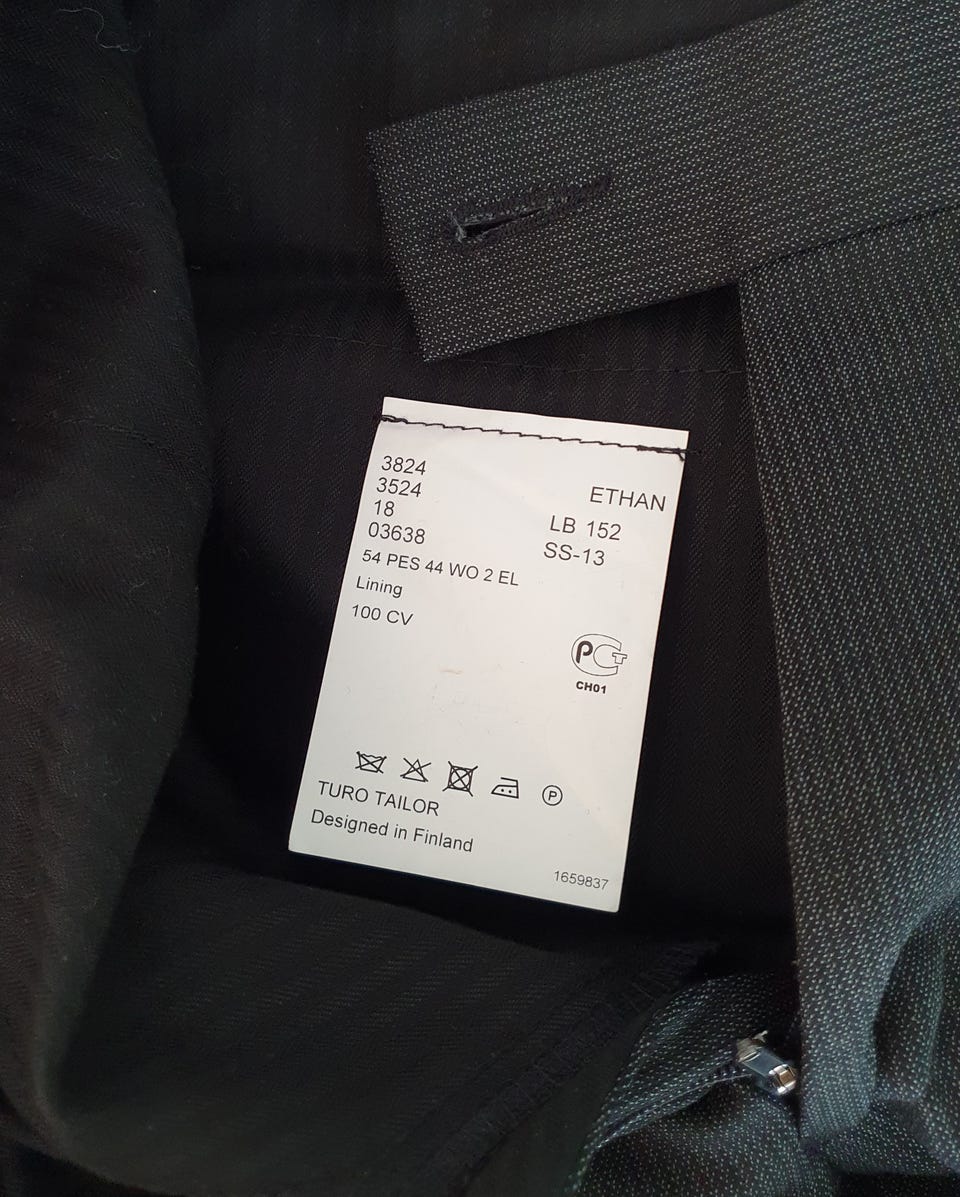 3824
3524
18
03638
ETHAN
LB 152
SS-13
54 PES 44 WO 2 EL
Lining
100 CV
РСТ
CH01
P
TURO TAILOR
Designed in Finland
1659837